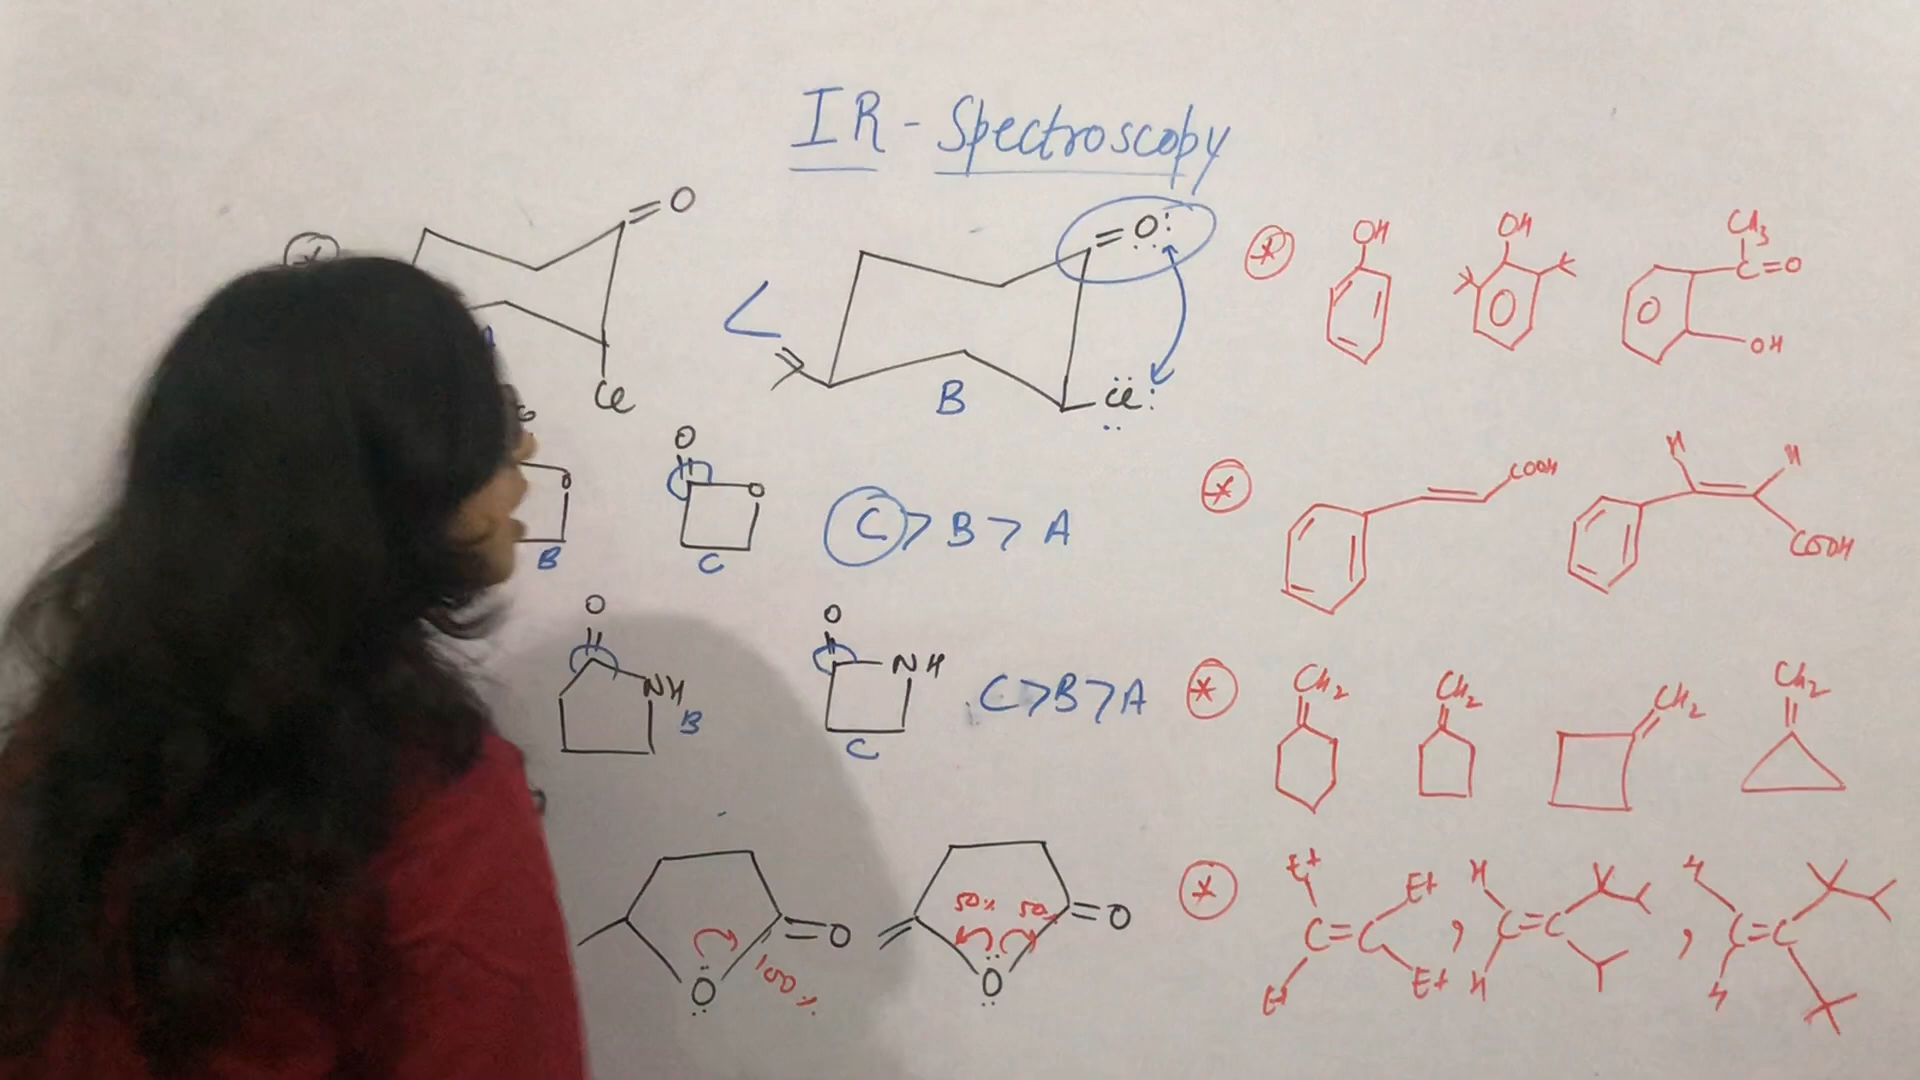 IR - Spectroscopy
O
Cl
O
Cl
B
<
O
B
O
O
C
C > B > A
O
NH
B
O
NH
C
C > B > A
O
O
100%
O
O
50%
50%
OH
OH
CH3
C=O
OH
COOH
H
H
COOH
CH2
CH2
CH2
CH2
Et
Et
C=C
Et
Et
,
H
C=C
H
,
H
C=C
H